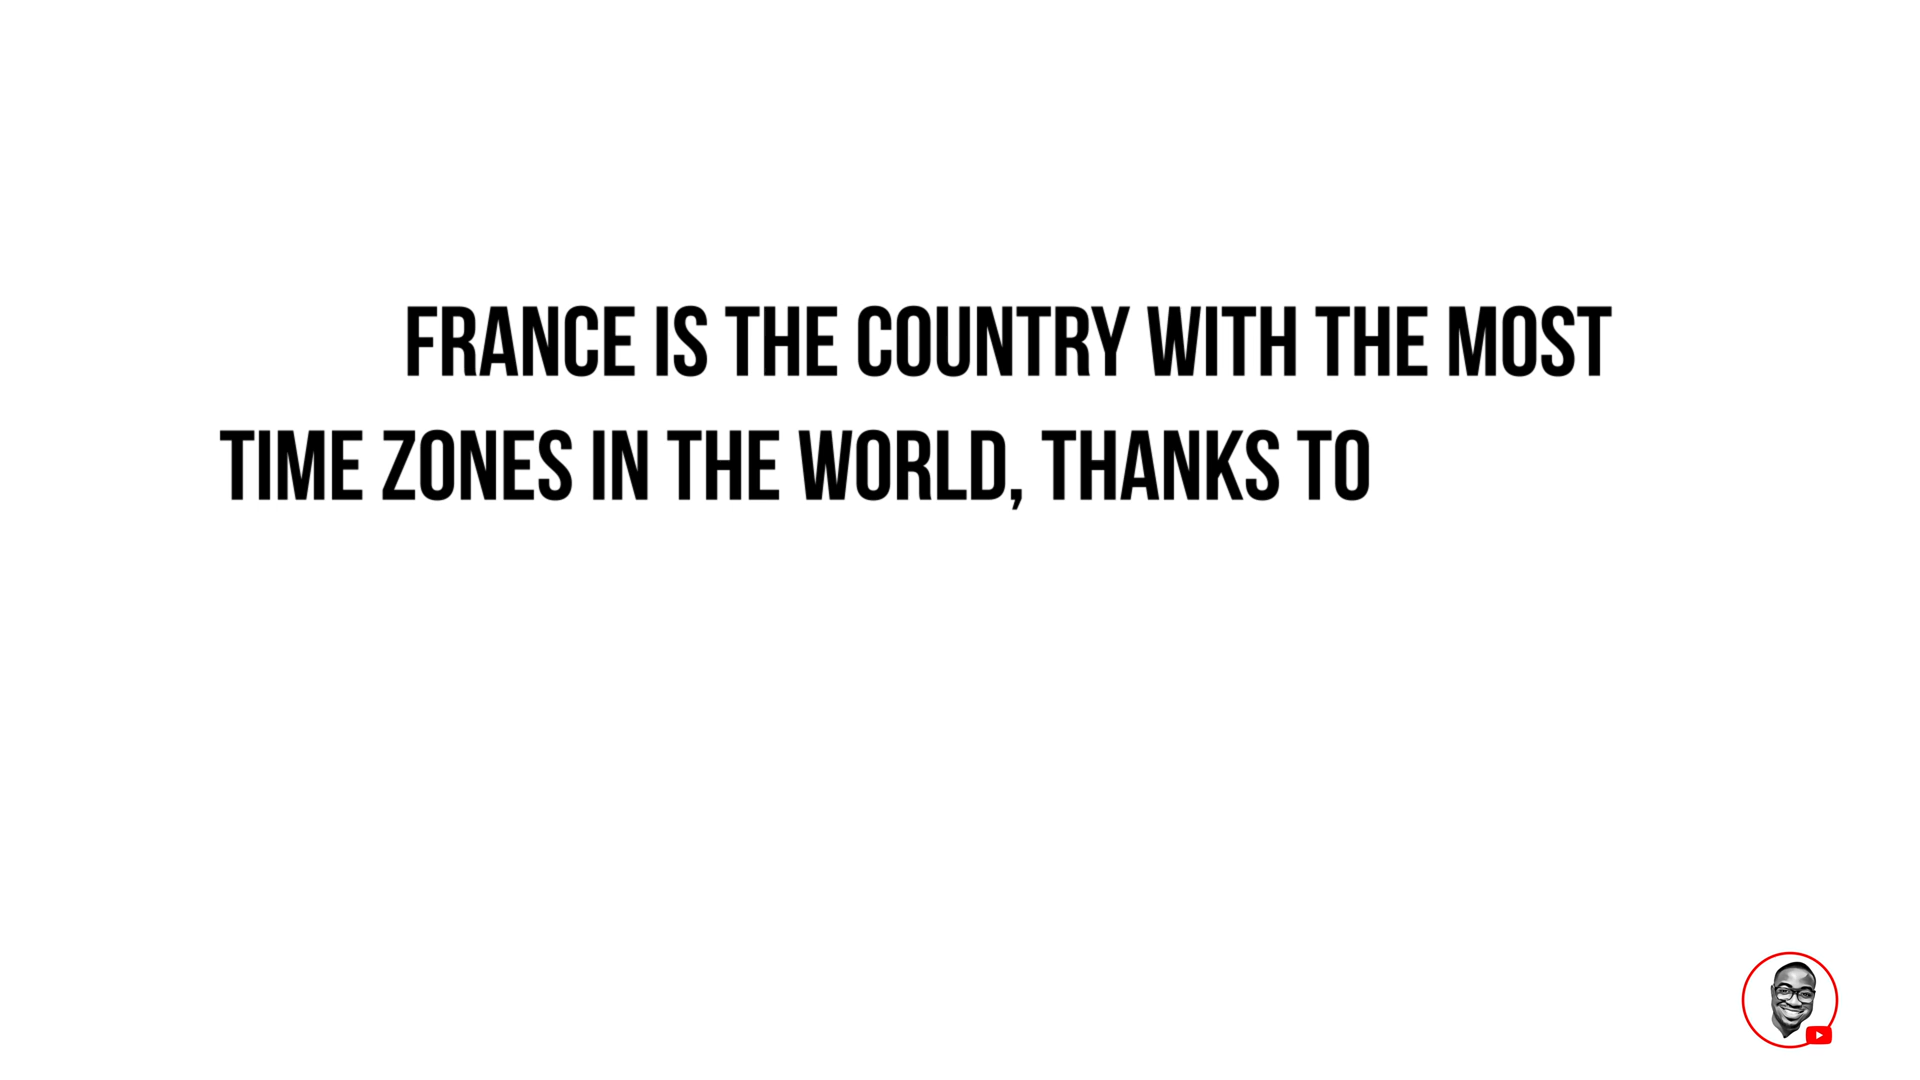 FRANCE IS THE COUNTRY WITH THE MOST
TIME ZONES IN THE WORLD, THANKS TO